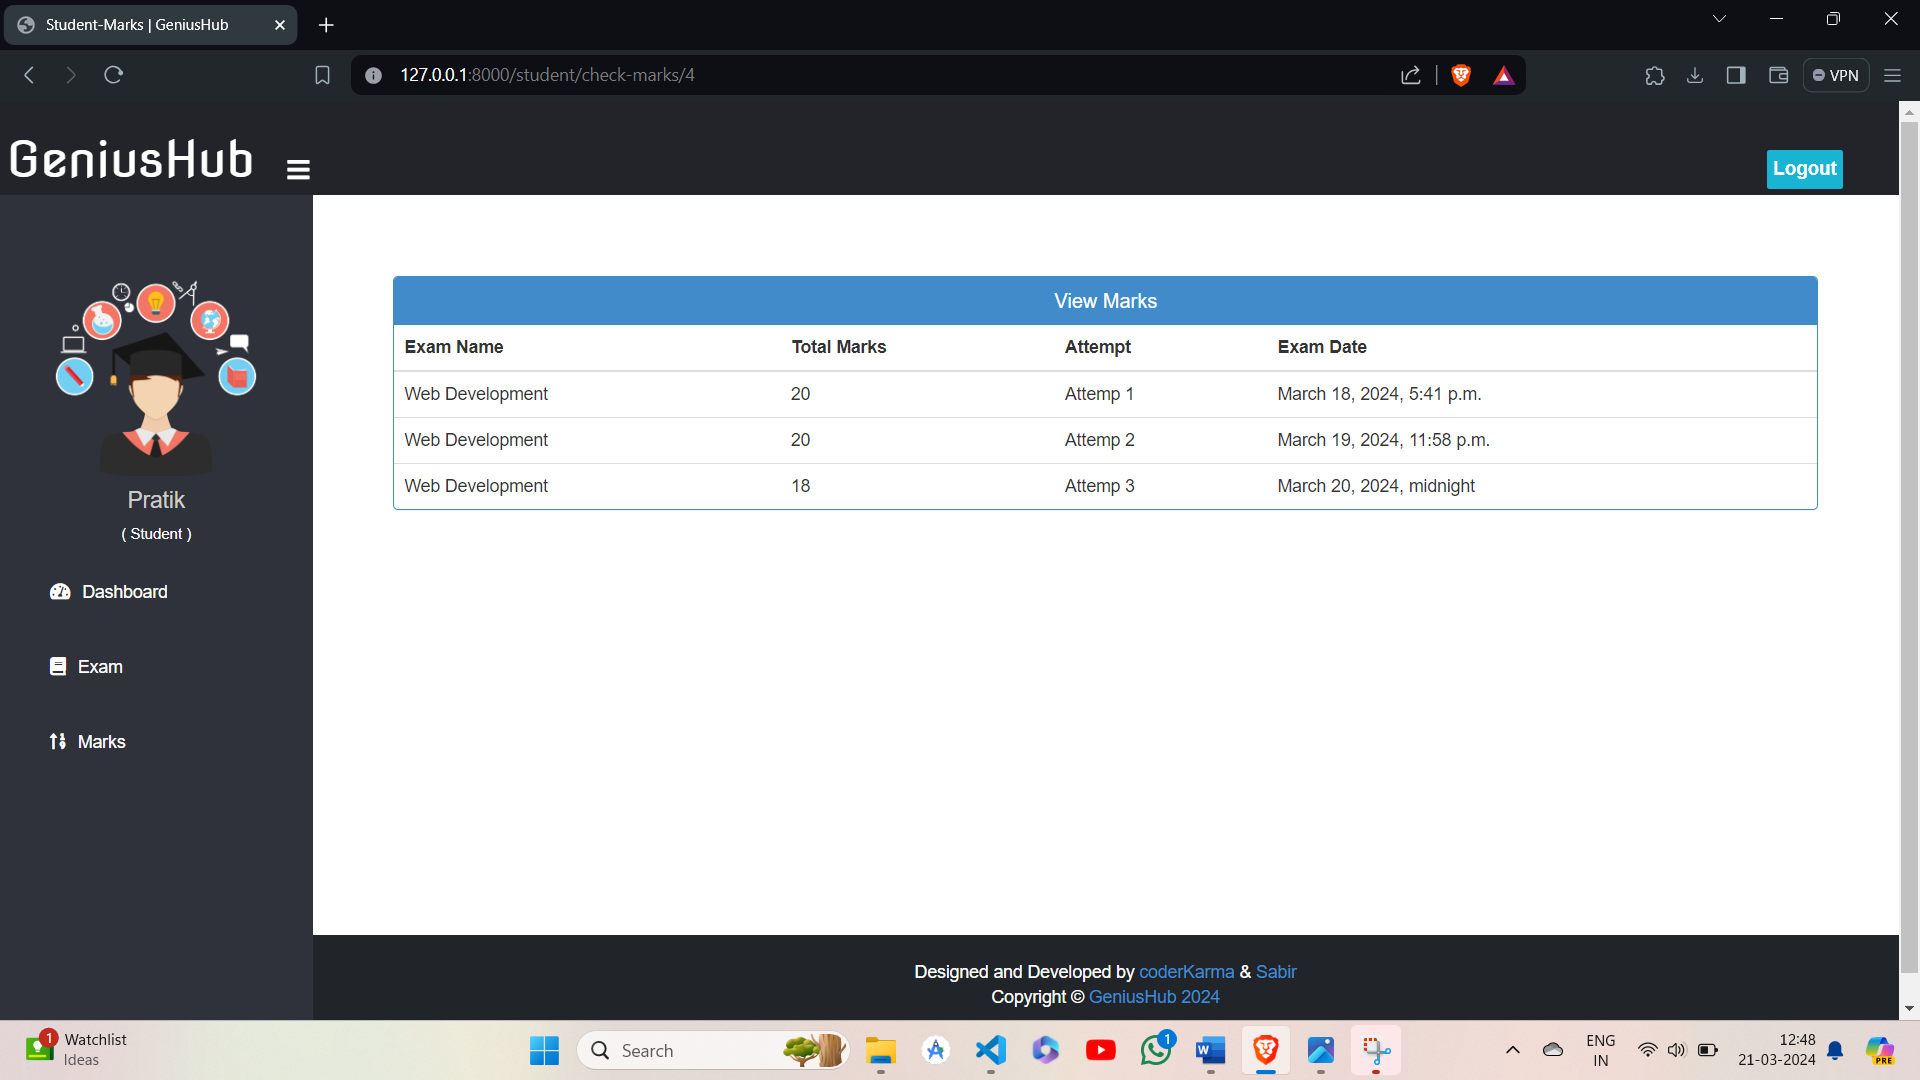 Student-Marks | GeniusHub
127.0.0.1:8000/student/check-marks/4
VPN
GeniusHub
Logout
Pratik
( Student )
Dashboard
Exam
Marks
View Marks
Exam Name Total Marks Attempt Exam Date
Web Development 20 Attemp 1 March 18, 2024, 5:41 p.m.
Web Development 20 Attemp 2 March 19, 2024, 11:58 p.m.
Web Development 18 Attemp 3 March 20, 2024, midnight
Designed and Developed by coderKarma & Sabir
Copyright © GeniusHub 2024
1
Watchlist
Ideas
Search
1
W
ENG
IN
12:48
21-03-2024
PRE